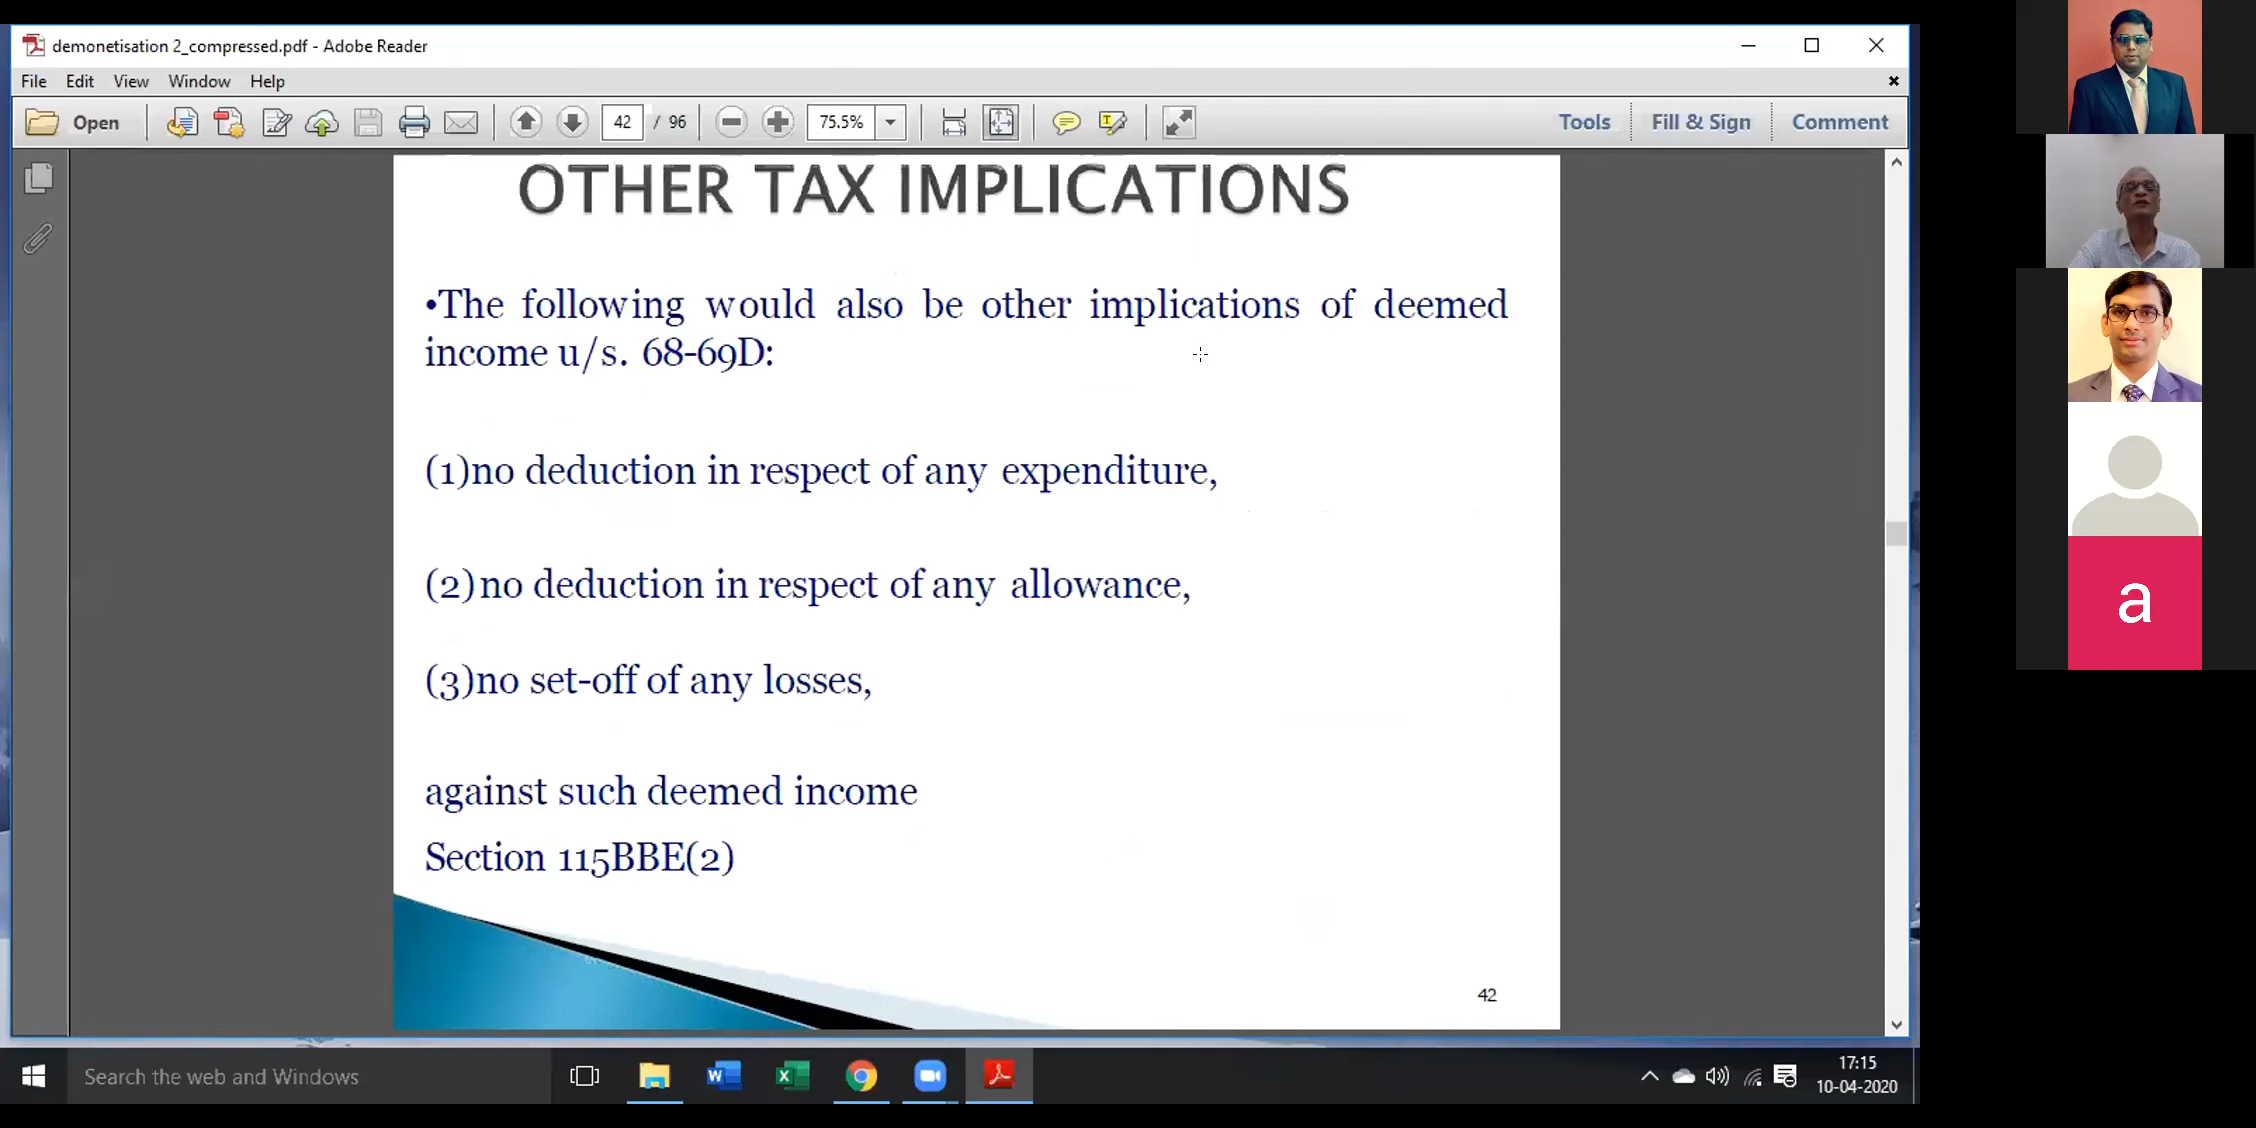 demonetisation 2_compressed.pdf - Adobe Reader
File Edit View Window Help
Open 42 / 96 75.5% Tools Fill & Sign Comment
OTHER TAX IMPLICATIONS
•The following would also be other implications of deemed
income u/s. 68-69D:
(1)no deduction in respect of any expenditure,
(2)no deduction in respect of any allowance,
(3)no set-off of any losses,
against such deemed income
Section 115BBE(2)
42
a
Search the web and Windows
17:15
10-04-2020